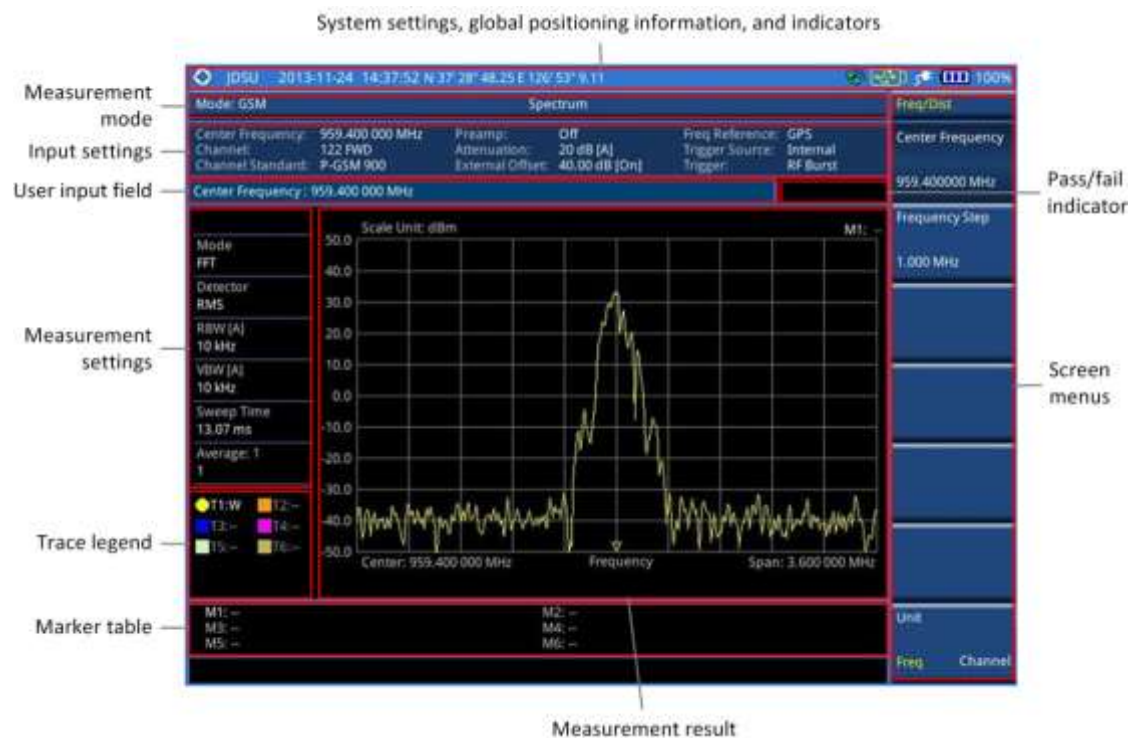 System settings, global positioning information, and indicators
JDSU 2013-11-24 14:37:52 N 37° 28" 48.25 E 126° 53" 9.11 100%
Measurement mode
Mode: GSM Spectrum
Freq/Dist
Input settings
Center Frequency: 959.400 000 MHz Preamp: Off Freq Reference: GPS
Channel: 122 FWD Attenuation: 20 dB [A] Trigger Source: Internal
Channel Standard: P-GSM 900 External Offset: 40.00 dB [On] Trigger: RF Burst
Center Frequency
959.400000 MHz
User input field
Center Frequency : 959.400 000 MHz
Pass/fail indicator
Frequency Step
1.000 MHz
Scale Unit: dBm M1: --
50.0
40.0
30.0
20.0
10.0
0.0
-10.0
-20.0
-30.0
-40.0
-50.0
Center: 959.400 000 MHz Frequency Span: 3.600 000 MHz
Measurement settings
Mode
FFT
Detector
RMS
RBW [A]
10 kHz
VBW [A]
10 kHz
Sweep Time
13.07 ms
Average: 1
1
Screen menus
Trace legend
T1:W T2:--
T3:-- T4:--
T5:-- T6:--
Marker table
M1: -- M2: --
M3: -- M4: --
M5: -- M6: --
Unit
Freq Channel
Measurement result